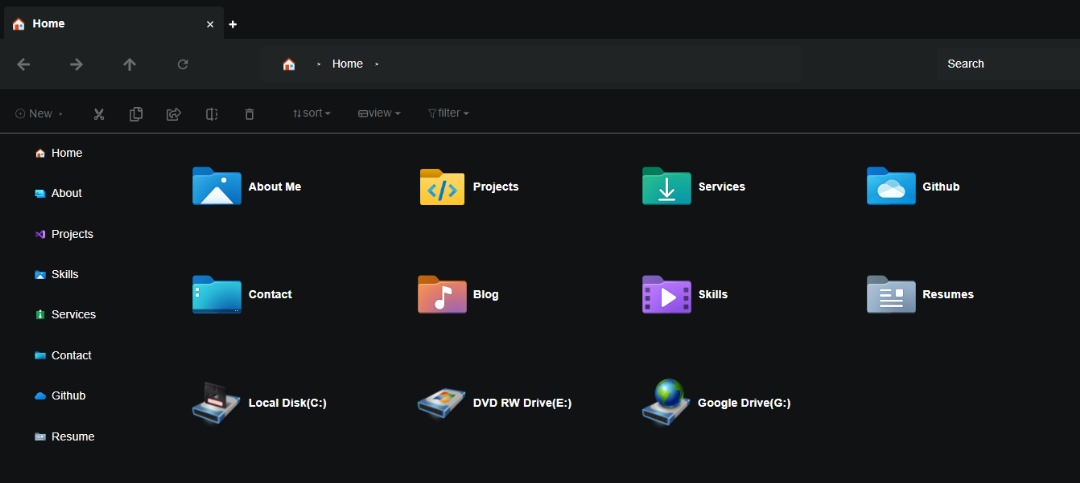 Home
Home
Search
New
sort
view
filter
Home
About
Projects
Skills
Services
Contact
Github
Resume
About Me
Projects
Services
Github
Contact
Blog
Skills
Resumes
Local Disk(C:)
DVD RW Drive(E:)
Google Drive(G:)